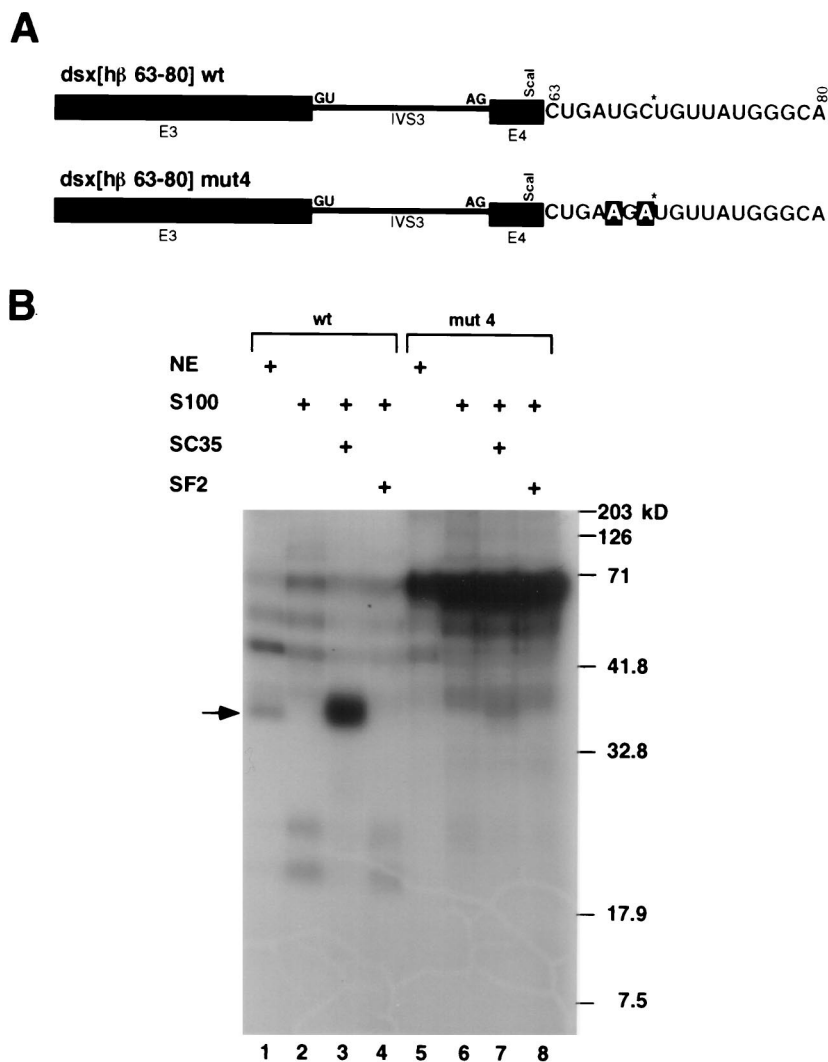 A
dsx[hβ 63-80] wt
GU
AG
ScaI
63
CUGAUGCUGUUAUGGGCA
*
80
E3
IVS3
E4
dsx[hβ 63-80] mut4
GU
AG
ScaI
CUGAAGAUGUUAUGGGCA
*
E3
IVS3
E4
B
wt mut 4
NE + +
S100 + + + + + +
SC35 + +
SF2 + +
203 kD
126
71
41.8
32.8
17.9
7.5
1 2 3 4 5 6 7 8